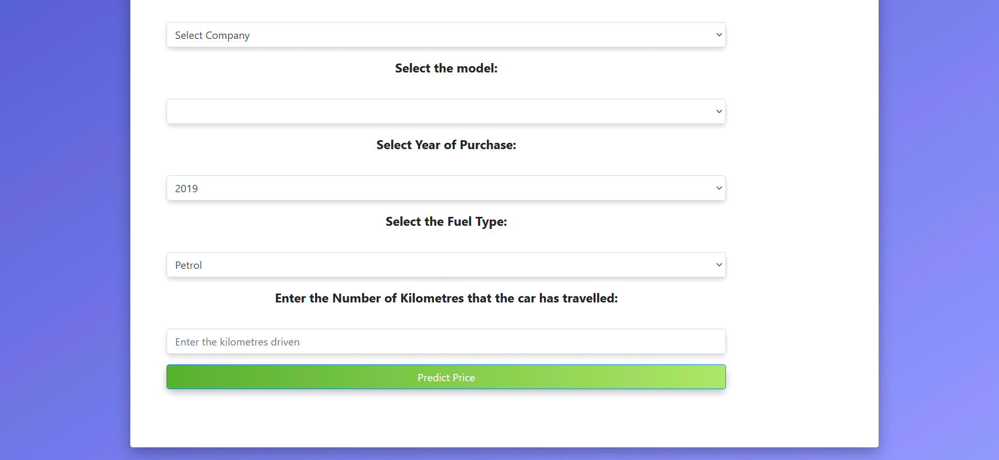 Select Company
Select the model:
Select Year of Purchase:
2019
Select the Fuel Type:
Petrol
Enter the Number of Kilometres that the car has travelled:
Enter the kilometres driven
Predict Price